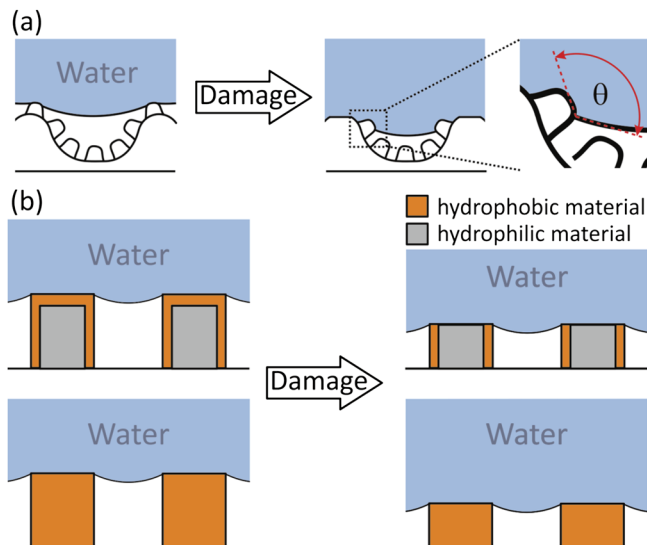 (a)
Water
Damage
θ
(b)
hydrophobic material
hydrophilic material
Water
Water
Damage
Water
Water